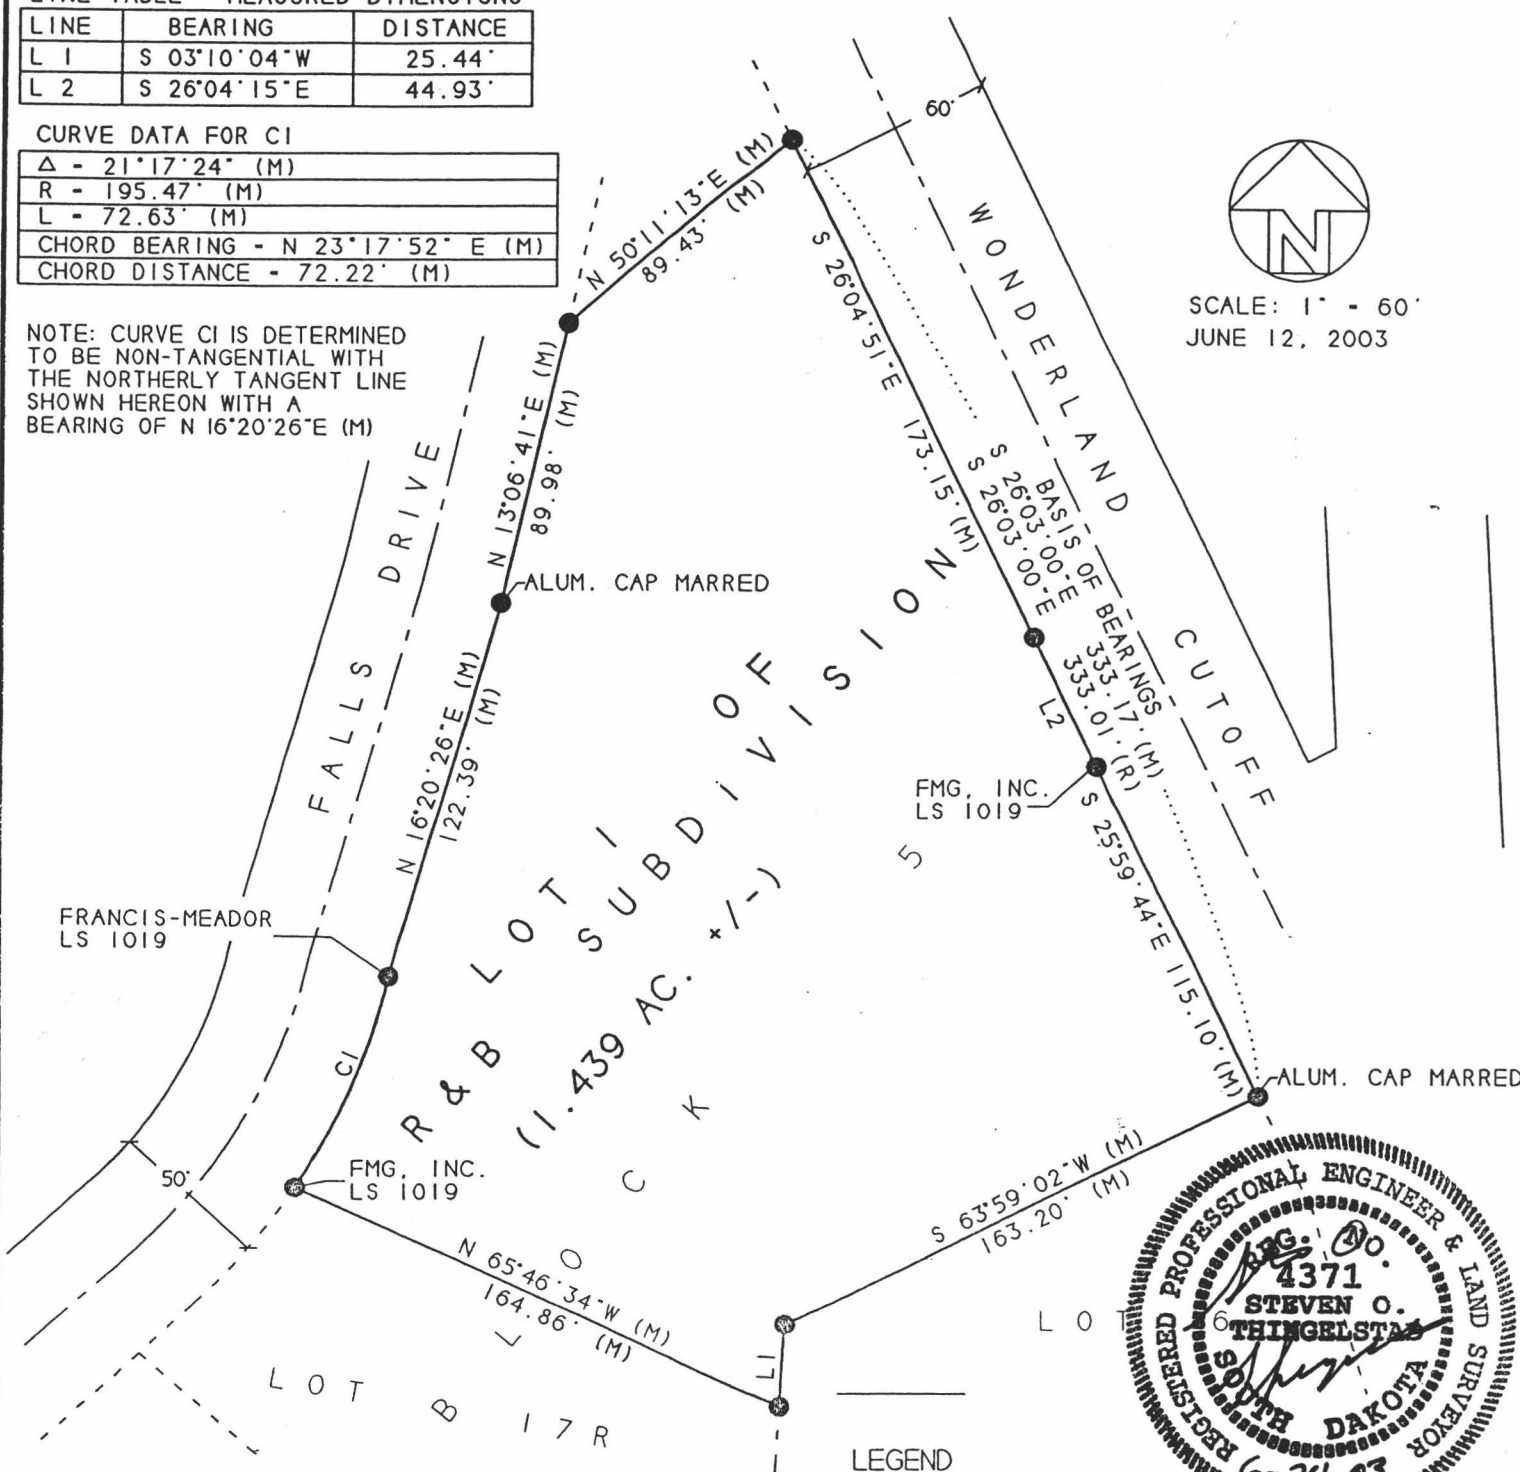 LINE TABLE - MEASURED DIMENSIONS
LINE BEARING DISTANCE
L 1 S 03°10'04"W 25.44'
L 2 S 26°04'15"E 44.93'
CURVE DATA FOR C1
Δ - 21°17'24" (M)
R - 195.47' (M)
L - 72.63' (M)
CHORD BEARING - N 23°17'52" E (M)
CHORD DISTANCE - 72.22' (M)
NOTE: CURVE C1 IS DETERMINED
TO BE NON-TANGENTIAL WITH
THE NORTHERLY TANGENT LINE
SHOWN HEREON WITH A
BEARING OF N 16°20'26"E (M)
60'
N
SCALE: 1" - 60'
JUNE 12, 2003
N 50°11'13"E (M)
89.43' (M)
WONDERLAND CUTOFF
S 26°04'51"E 173.15' (M)
BASIS OF BEARINGS
S 26°03'00"E 333.17' (M)
S 26°03'00"E 333.01' (R)
N 13°06'41"E (M)
89.98' (M)
FALLS DRIVE
ALUM. CAP MARRED
N 16°20'26"E (M)
122.39' (M)
L2
FMG, INC.
LS 1019
S 25°59'44"E 115.10' (M)
R & B LOT 1 OF
SUBDIVISION
(1.439 AC. +/-)
BLOCK 5
FRANCIS-MEADOR
LS 1019
C1
ALUM. CAP MARRED
50'
FMG, INC.
LS 1019
S 63°59'02"W (M)
163.20' (M)
N 65°46'34"W (M)
164.86' (M)
L1
LOT 6
LOT 17R
LEGEND
REGISTERED PROFESSIONAL ENGINEER & LAND SURVEYOR
REG. NO.
4371
STEVEN O.
THINGELSTAD
SOUTH DAKOTA